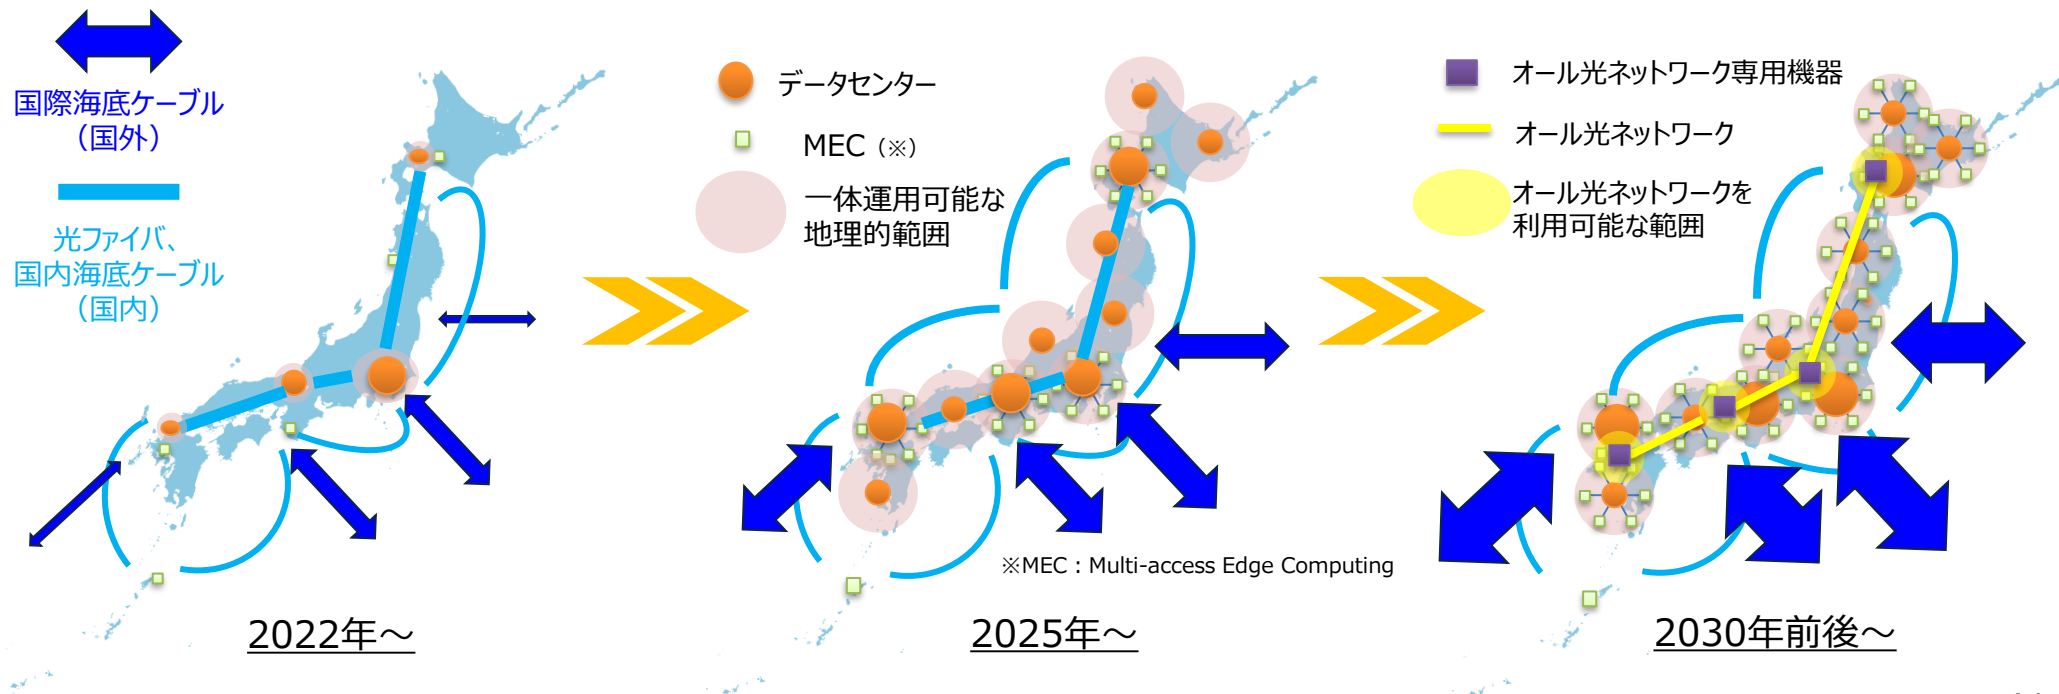 国際海底ケーブル
（国外）
光ファイバ、
国内海底ケーブル
（国内）
2022年～
データセンター
MEC（※）
一体運用可能な
地理的範囲
※MEC：Multi-access Edge Computing
2025年～
オール光ネットワーク専用機器
オール光ネットワーク
オール光ネットワークを
利用可能な範囲
2030年前後～